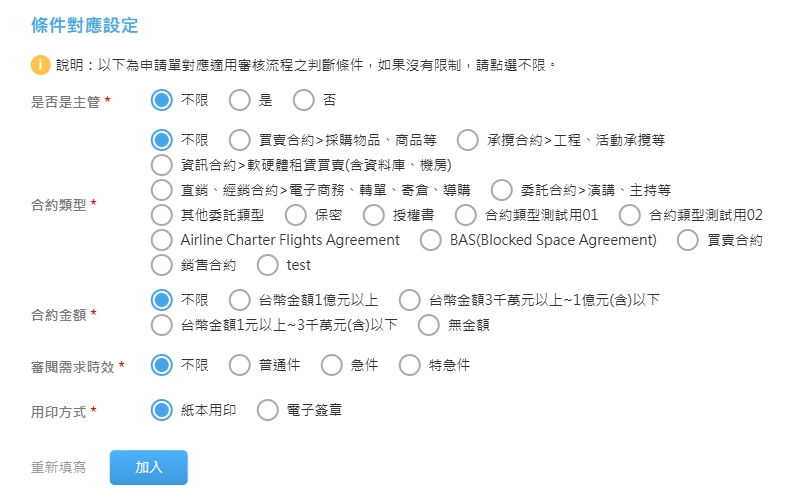 條件對應設定
i 說明：以下為申請單對應適用審核流程之判斷條件，如果沒有限制，請點選不限。
是否是主管 * 不限 是 否
不限 買賣合約>採購物品、商品等 承攬合約>工程、活動承攬等
資訊合約>軟硬體租賃買賣(含資料庫、機房)
直銷、經銷合約>電子商務、轉單、寄倉、導購 委託合約>演講、主持等
合約類型 *
其他委託類型 保密 授權書 合約類型測試用01 合約類型測試用02
Airline Charter Flights Agreement BAS(Blocked Space Agreement) 買賣合約
銷售合約 test
不限 台幣金額1億元以上 台幣金額3千萬元以上~1億元(含)以下
合約金額 *
台幣金額1元以上~3千萬元(含)以下 無金額
審閱需求時效 * 不限 普通件 急件 特急件
用印方式 * 紙本用印 電子簽章
重新填寫 加入